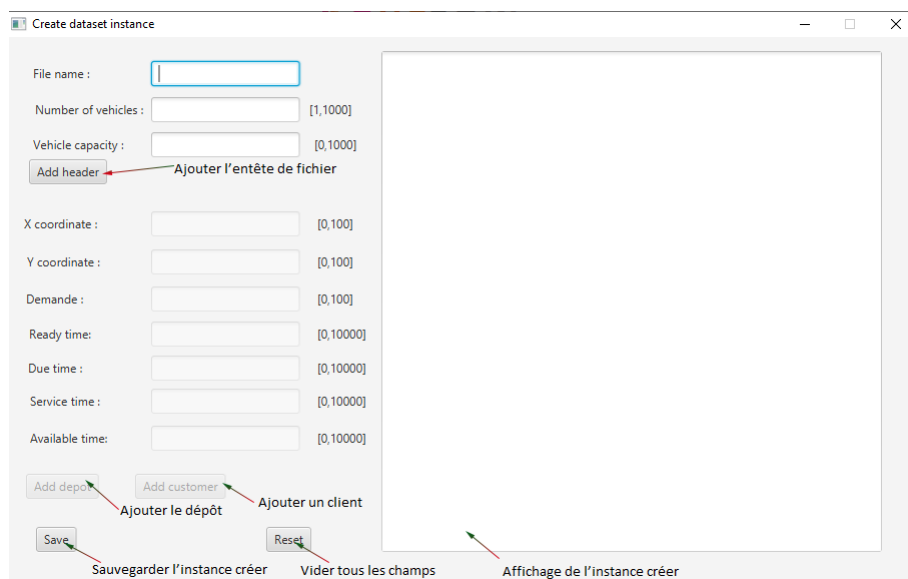 Create dataset instance
File name :
Number of vehicles : [1,1000]
Vehicle capacity : [0,1000]
Add header Ajouter l'entête de fichier
X coordinate : [0,100]
Y coordinate : [0,100]
Demande : [0,100]
Ready time: [0,10000]
Due time : [0,10000]
Service time : [0,10000]
Available time: [0,10000]
Add depot Add customer
Ajouter le dépôt Ajouter un client
Save Reset
Sauvegarder l'instance créer Vider tous les champs Affichage de l'instance créer